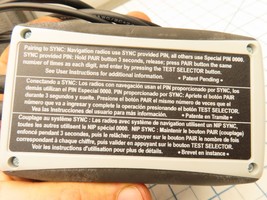 Pairing to SYNC: Navigation radios use SYNC provided PIN, all others use Special PIN 0000.
SYNC PIN: Hold PAIR button 3 seconds, release; press PAIR button the same
number of times as each digit, and enter by pressing the TEST SELECTOR button.
See User Instructions for additional information. • Patent Pending •
Conectando a SYNC: Los radios con navegación usan el PIN proporcionado por SYNC, los
demás utilizan el PIN Especial 0000. PIN de SYNC: Apriete el botón PAIR
durante 3 segundos y suelte. Presione el botón PAIR el mismo número de veces que el
número que va a ingresar y complete la operación presionando el botón TEST SELECTOR.
Vea las Instrucciones del usuario para más información. • Patente en Tramite •
Couplage au système SYNC : Les radios avec système de navigation utilisent un NIP SYNC,
toutes les autres utilisent le NIP spécial 0000. NIP SYNC : Maintenir le bouton PAIR (couplage)
enfoncé pendant 3 secondes, puis le relâcher; appuyer sur le bouton PAIR le nombre de fois
correspondant à chaque chiffre, puis valider en appuyant sur le bouton TEST SELECTOR.
Voir les instructions d'utilisation pour plus de détails. • Brevet en instance •